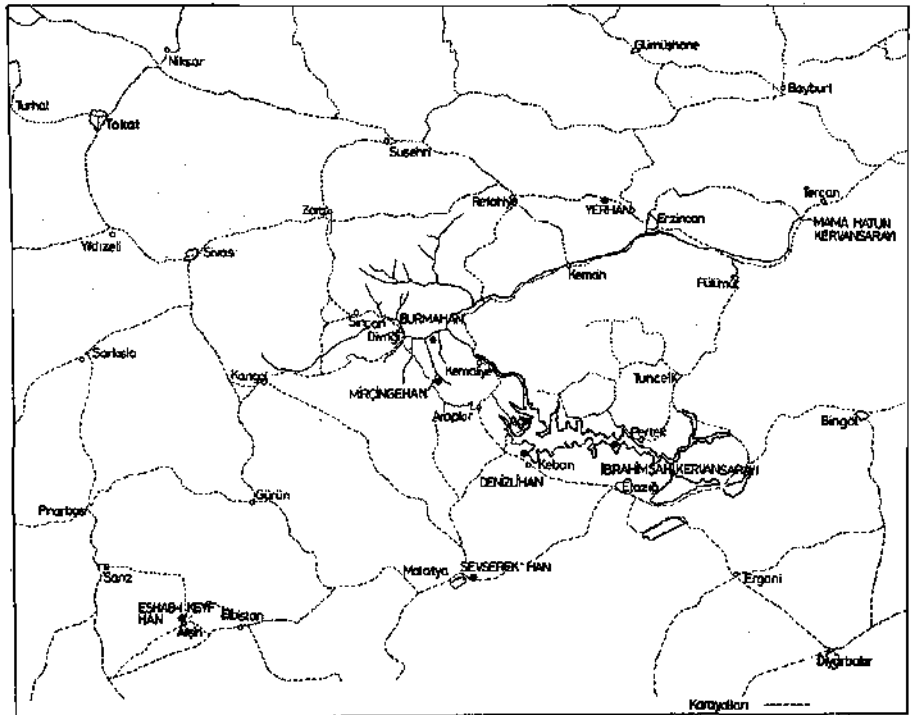 Niksar
Gümüşhane
Turhal
Bayburt
Tokat
Suşehri
Tercan
Zara
Refahiye
YERHAN
Erzincan
MAMA HATUN
KERVANSARAYI
Yıldızeli
Sivas
Kemah
Sincan
BURMAHAN
Divriği
Şarkışla
Kemaliye
Kangal
Tunceli
MİRÇİNGEHAN
Arapkir
Bingöl
Pertek
Keban
İBRAHİMŞAH KERVANSARAYI
DENİZLİHAN
Elazığ
Gürün
Pınarbaşı
Malatya
SEVSEREK HAN
Sarız
Ergani
ESHAB-I KEYF
HAN
Elbistan
Afşin
Diyarbakır
Karayolları